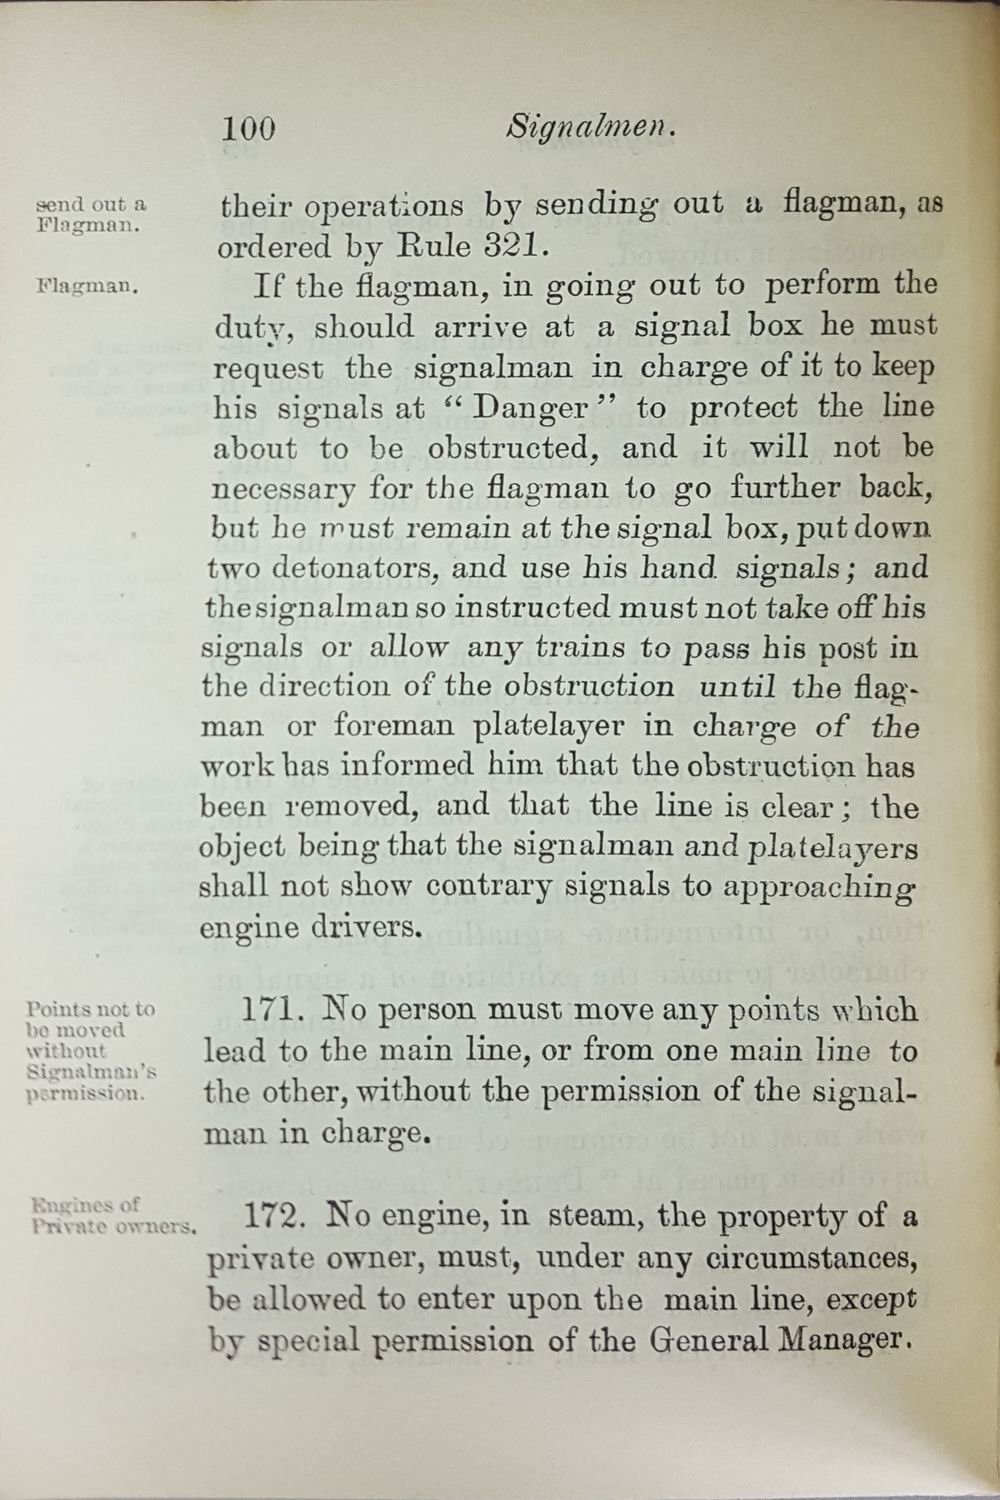 100 Signalmen.
send out a
Flagman.
their operations by sending out a flagman, as
ordered by Rule 321.
Flagman.
If the flagman, in going out to perform the
duty, should arrive at a signal box he must
request the signalman in charge of it to keep
his signals at “Danger” to protect the line
about to be obstructed, and it will not be
necessary for the flagman to go further back,
but he must remain at the signal box, put down
two detonators, and use his hand signals; and
the signalman so instructed must not take off his
signals or allow any trains to pass his post in
the direction of the obstruction until the flag-
man or foreman platelayer in charge of the
work has informed him that the obstruction has
been removed, and that the line is clear; the
object being that the signalman and platelayers
shall not show contrary signals to approaching
engine drivers.
Points not to
be moved
without
Signalman's
permission.
171. No person must move any points which
lead to the main line, or from one main line to
the other, without the permission of the signal-
man in charge.
Engines of
Private owners.
172. No engine, in steam, the property of a
private owner, must, under any circumstances,
be allowed to enter upon the main line, except
by special permission of the General Manager.